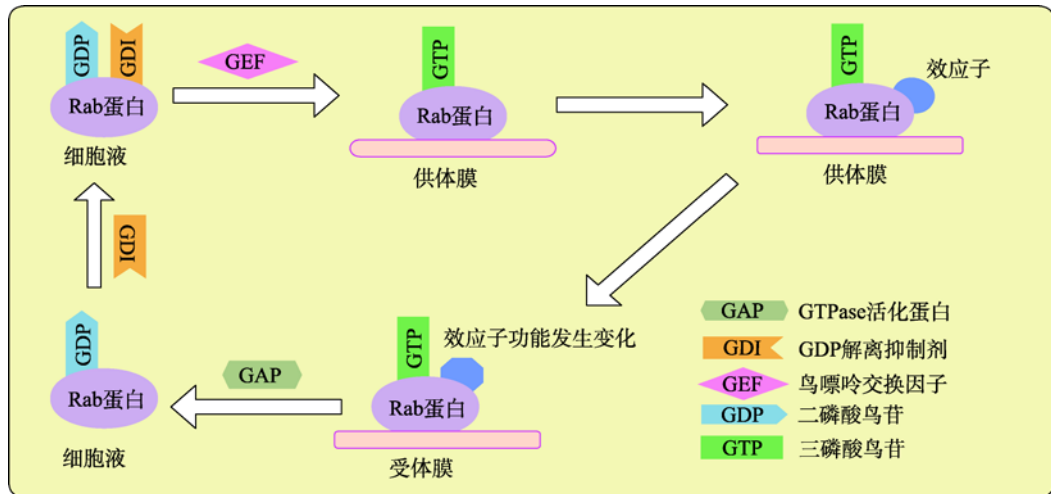 GDP
GDI
Rab蛋白
细胞液
GEF
GTP
Rab蛋白
供体膜
GTP
效应子
Rab蛋白
供体膜
GDI
GDP
Rab蛋白
细胞液
GAP
GTP
效应子功能发生变化
Rab蛋白
受体膜
GAP GTPase活化蛋白
GDI GDP解离抑制剂
GEF 鸟嘌呤交换因子
GDP 二磷酸鸟苷
GTP 三磷酸鸟苷